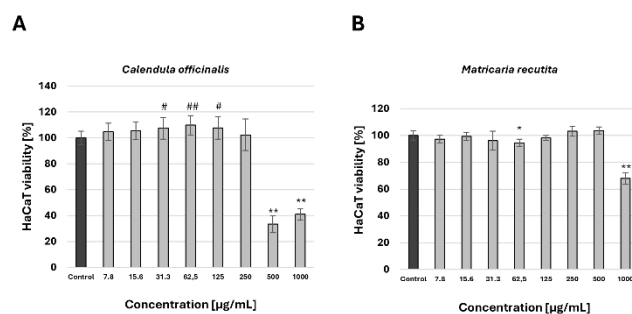 A
Calendula officinalis
HaCaT viability [%]
140
120
100
80
60
40
20
0
# ## #
** **
Control 7.8 15.6 31.3 62,5 125 250 500 1000
Concentration [µg/mL]
B
Matricaria recutita
HaCaT viability [%]
120
100
80
60
40
20
0
*
**
Control 7.8 15.6 31.3 62,5 125 250 500 1000
Concentration [µg/mL]